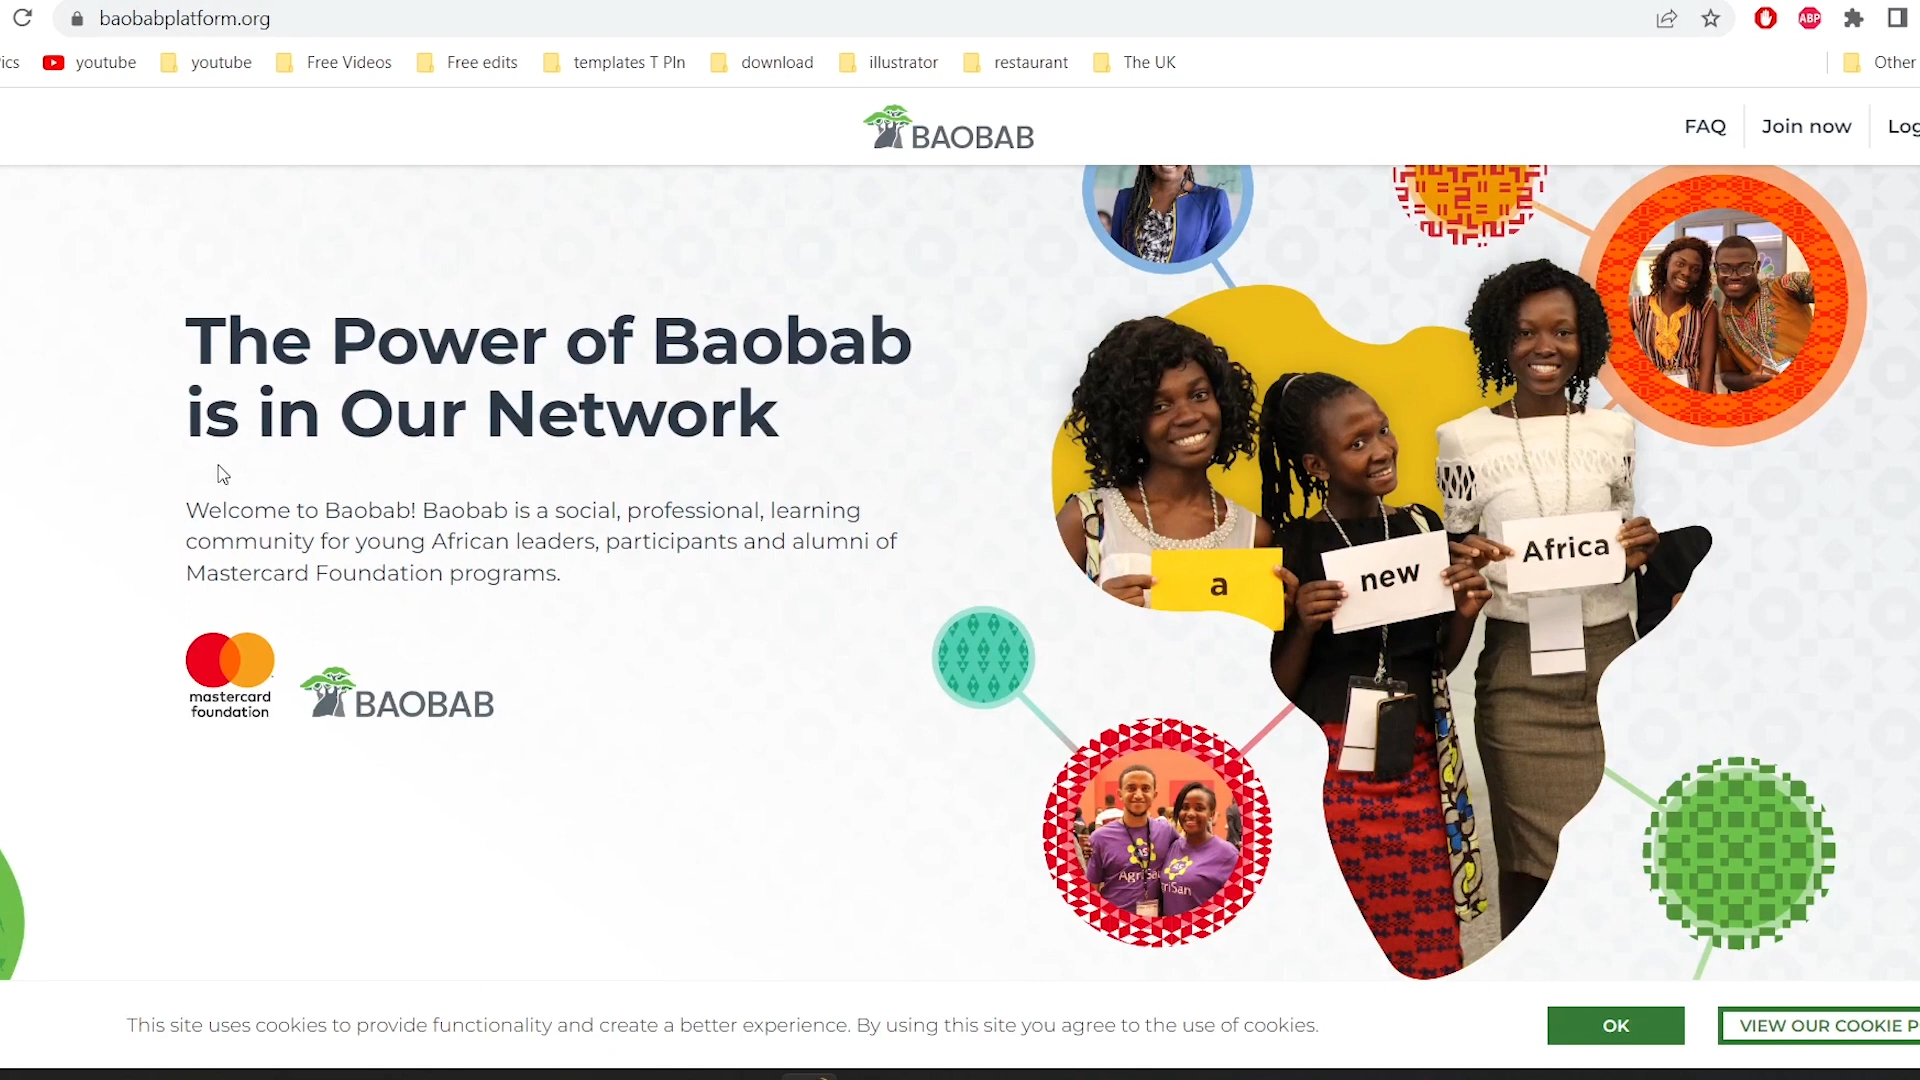 baobabplatform.org
ABP
ics
youtube
youtube
Free Videos
Free edits
templates T Pln
download
illustrator
restaurant
The UK
Other
BAOBAB
FAQ
Join now
Log
The Power of Baobab
is in Our Network
Welcome to Baobab! Baobab is a social, professional, learning
community for young African leaders, participants and alumni of
Mastercard Foundation programs.
mastercard
foundation
BAOBAB
a
new
Africa
This site uses cookies to provide functionality and create a better experience. By using this site you agree to the use of cookies.
OK
VIEW OUR COOKIE P